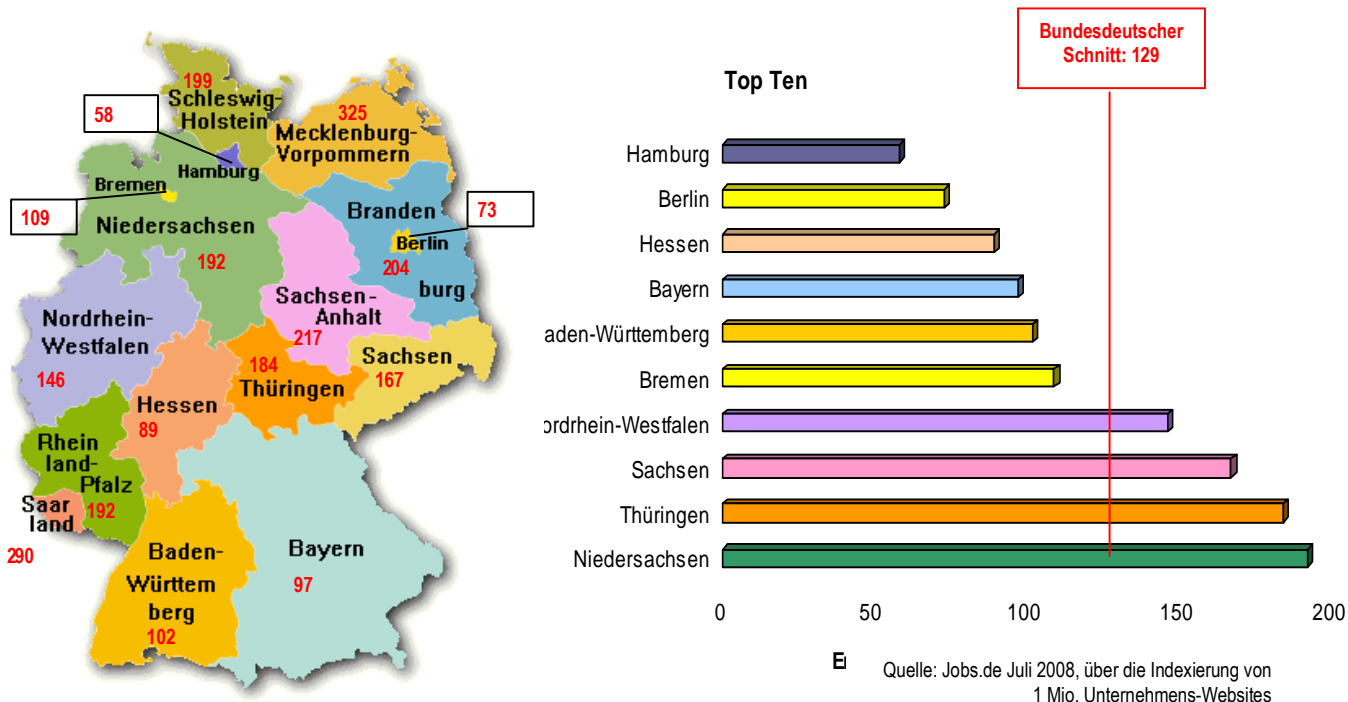 199
Schleswig-
Holstein
58
325
Mecklenburg-
Vorpommern
Hamburg
Bremen
109
Niedersachsen
192
Branden
73
Berlin
204
burg
Sachsen-
Anhalt
217
Nordrhein-
Westfalen
146
184
Thüringen
Sachsen
167
Hessen
89
Rhein
land-
Pfalz
192
Saar
land
290
Baden-
Württem
berg
102
Bayern
97
Bundesdeutscher
Schnitt: 129
Top Ten
Hamburg
Berlin
Hessen
Bayern
aden-Württemberg
Bremen
ordrhein-Westfalen
Sachsen
Thüringen
Niedersachsen
0 50 100 150 200
Quelle: Jobs.de Juli 2008, über die Indexierung von
1 Mio. Unternehmens-Websites